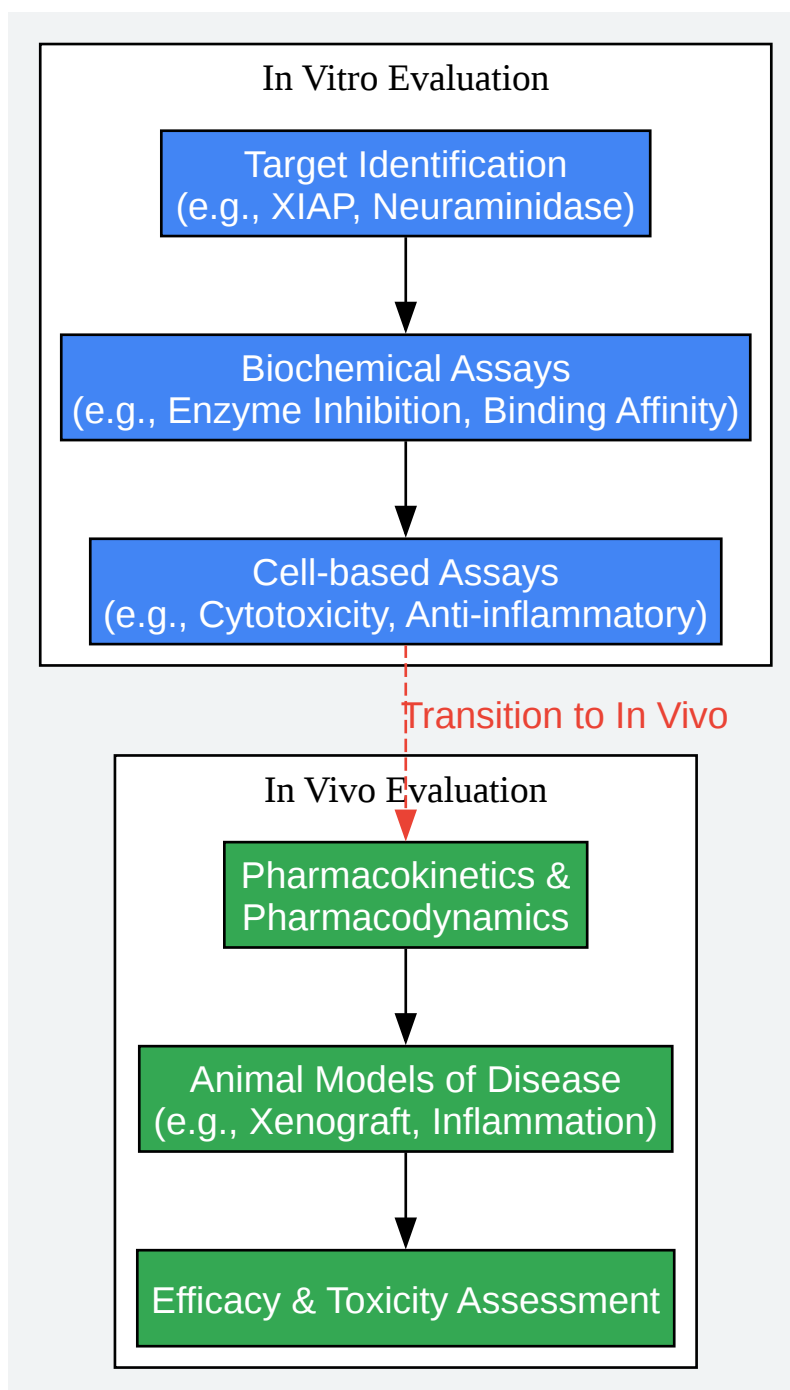 In Vitro Evaluation
Target Identification
(e.g., XIAP, Neuraminidase)
Biochemical Assays
(e.g., Enzyme Inhibition, Binding Affinity)
Cell-based Assays
(e.g., Cytotoxicity, Anti-inflammatory)
Transition to In Vivo
In Vivo Evaluation
Pharmacokinetics &
Pharmacodynamics
Animal Models of Disease
(e.g., Xenograft, Inflammation)
Efficacy & Toxicity Assessment